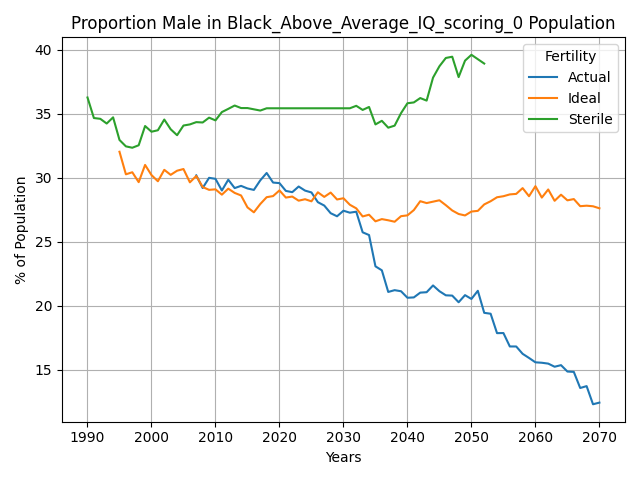 Proportion Male in Black_Above_Average_IQ_scoring_0 Population
40
35
30
25
20
15
% of Population
Fertility
Actual
Ideal
Sterile
1990 2000 2010 2020 2030 2040 2050 2060 2070
Years